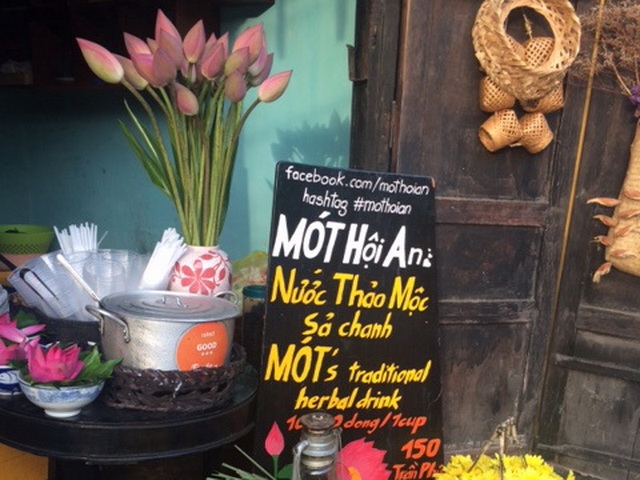 facebook.com/mothoian
hashtag #mothoian
MÓT Hội An:
Nước Thảo Mộc
Sả chanh
MÓT's traditional
herbal drink
dong/1cup
150
Trần Phú
GOOD